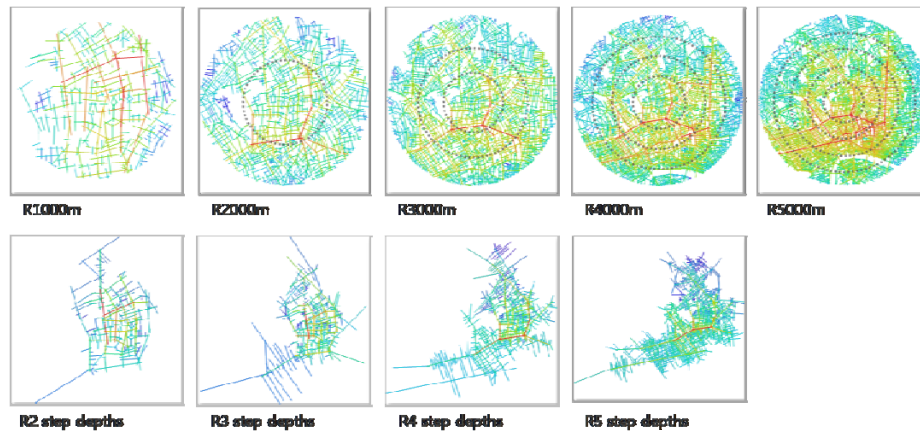 R1000m
R2000m
R3000m
R4000m
R5000m
R2 step depths
R3 step depths
R4 step depths
R5 step depths